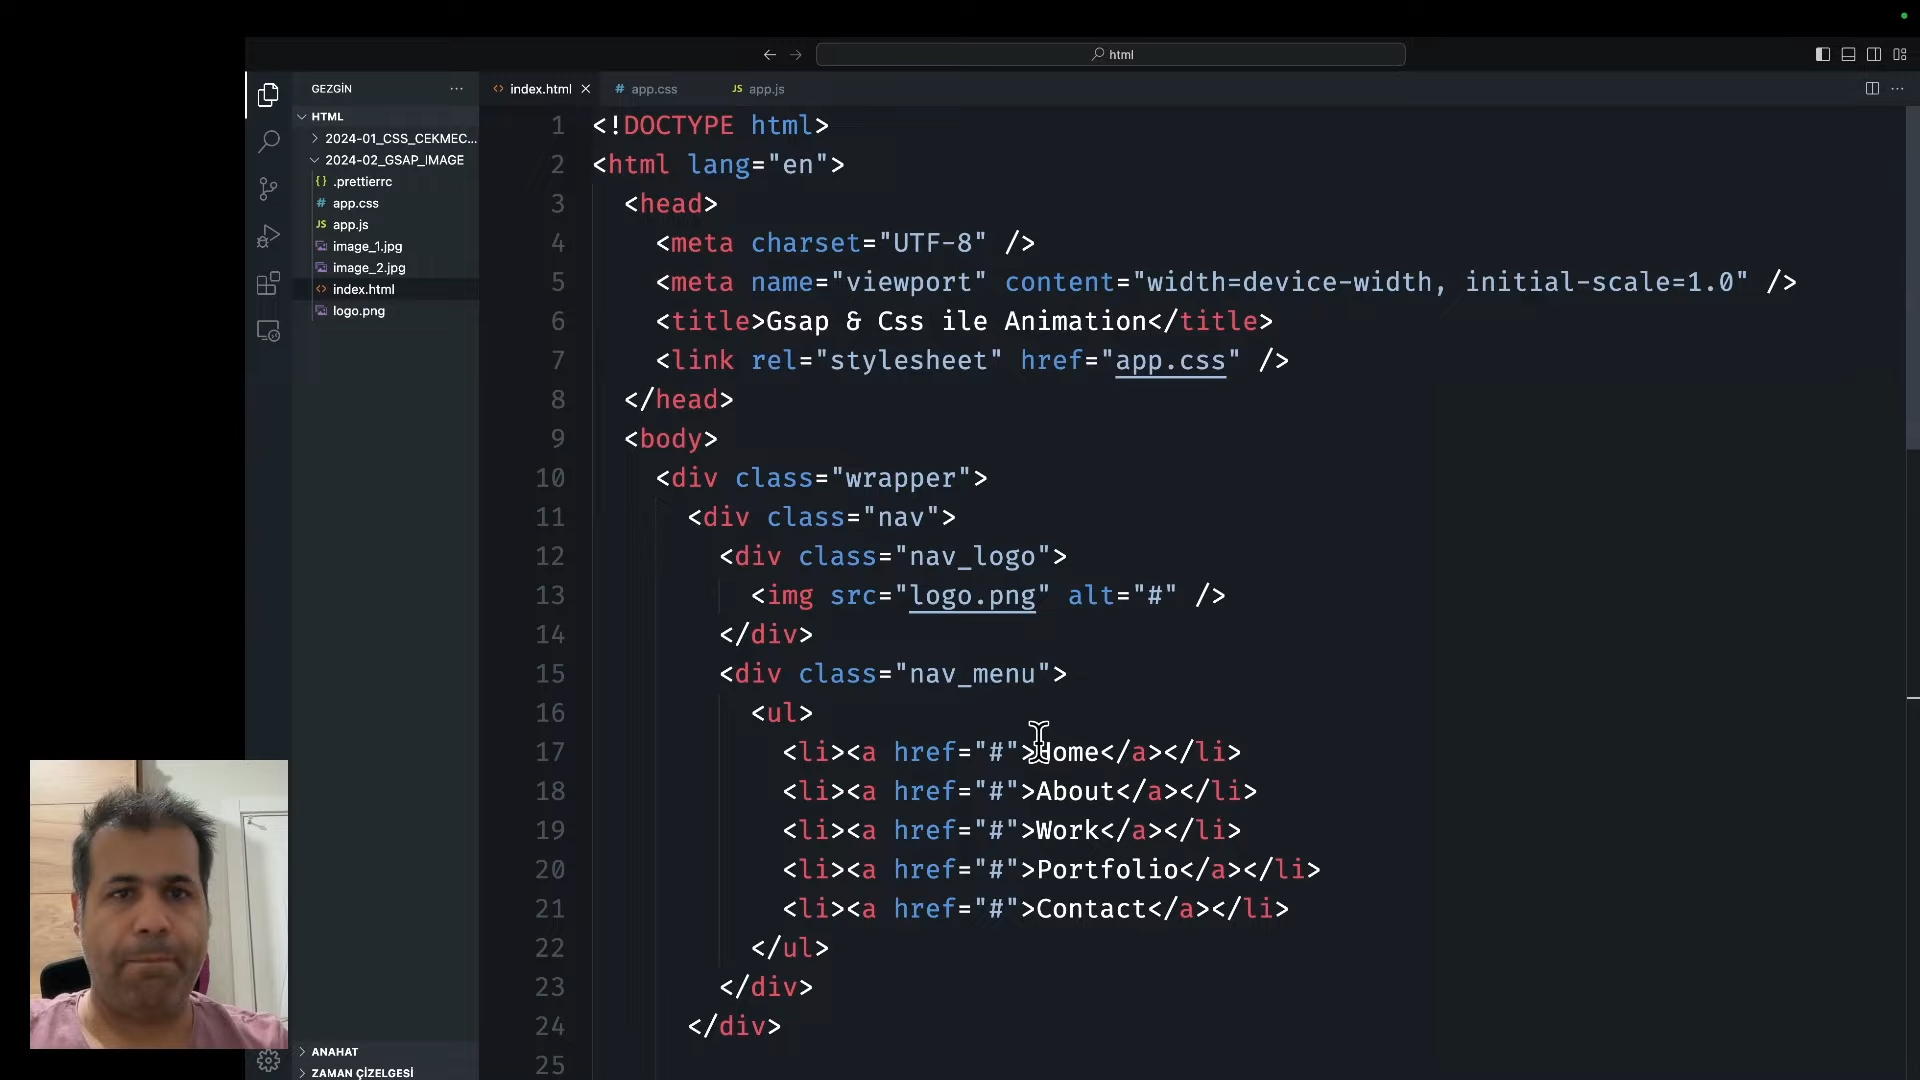 html
GEZGİN
index.html
app.css
app.js
HTML
2024-01_CSS_CEKMEC...
2024-02_GSAP_IMAGE
.prettierrc
app.css
app.js
image_1.jpg
image_2.jpg
index.html
logo.png
ANAHAT
ZAMAN ÇİZELGESİ
1 <!DOCTYPE html>
2 <html lang="en">
3 <head>
4 <meta charset="UTF-8" />
5 <meta name="viewport" content="width=device-width, initial-scale=1.0" />
6 <title>Gsap & Css ile Animation</title>
7 <link rel="stylesheet" href="app.css" />
8 </head>
9 <body>
10 <div class="wrapper">
11 <div class="nav">
12 <div class="nav_logo">
13 <img src="logo.png" alt="#" />
14 </div>
15 <div class="nav_menu">
16 <ul>
17 <li><a href="#">Home</a></li>
18 <li><a href="#">About</a></li>
19 <li><a href="#">Work</a></li>
20 <li><a href="#">Portfolio</a></li>
21 <li><a href="#">Contact</a></li>
22 </ul>
23 </div>
24 </div>
25